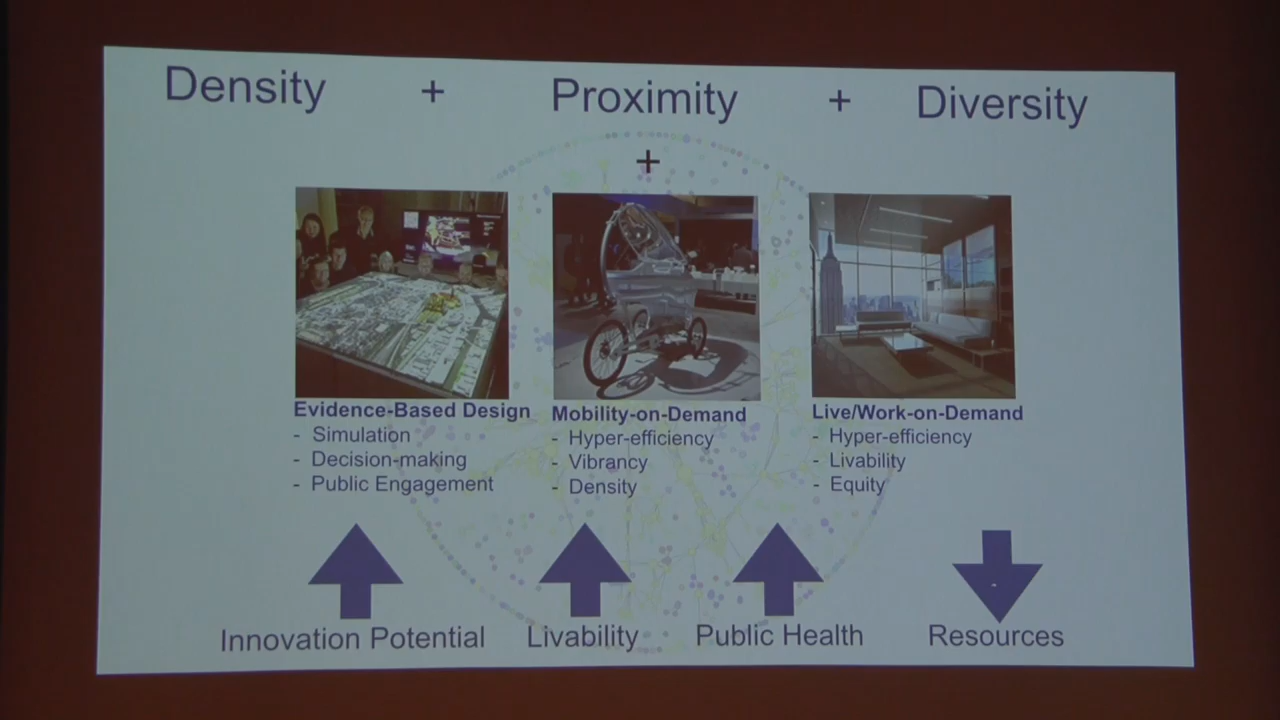 Density + Proximity + Diversity
+
Evidence-Based Design
- Simulation
- Decision-making
- Public Engagement
Mobility-on-Demand
- Hyper-efficiency
- Vibrancy
- Density
Live/Work-on-Demand
- Hyper-efficiency
- Livability
- Equity
Innovation Potential
Livability
Public Health
Resources